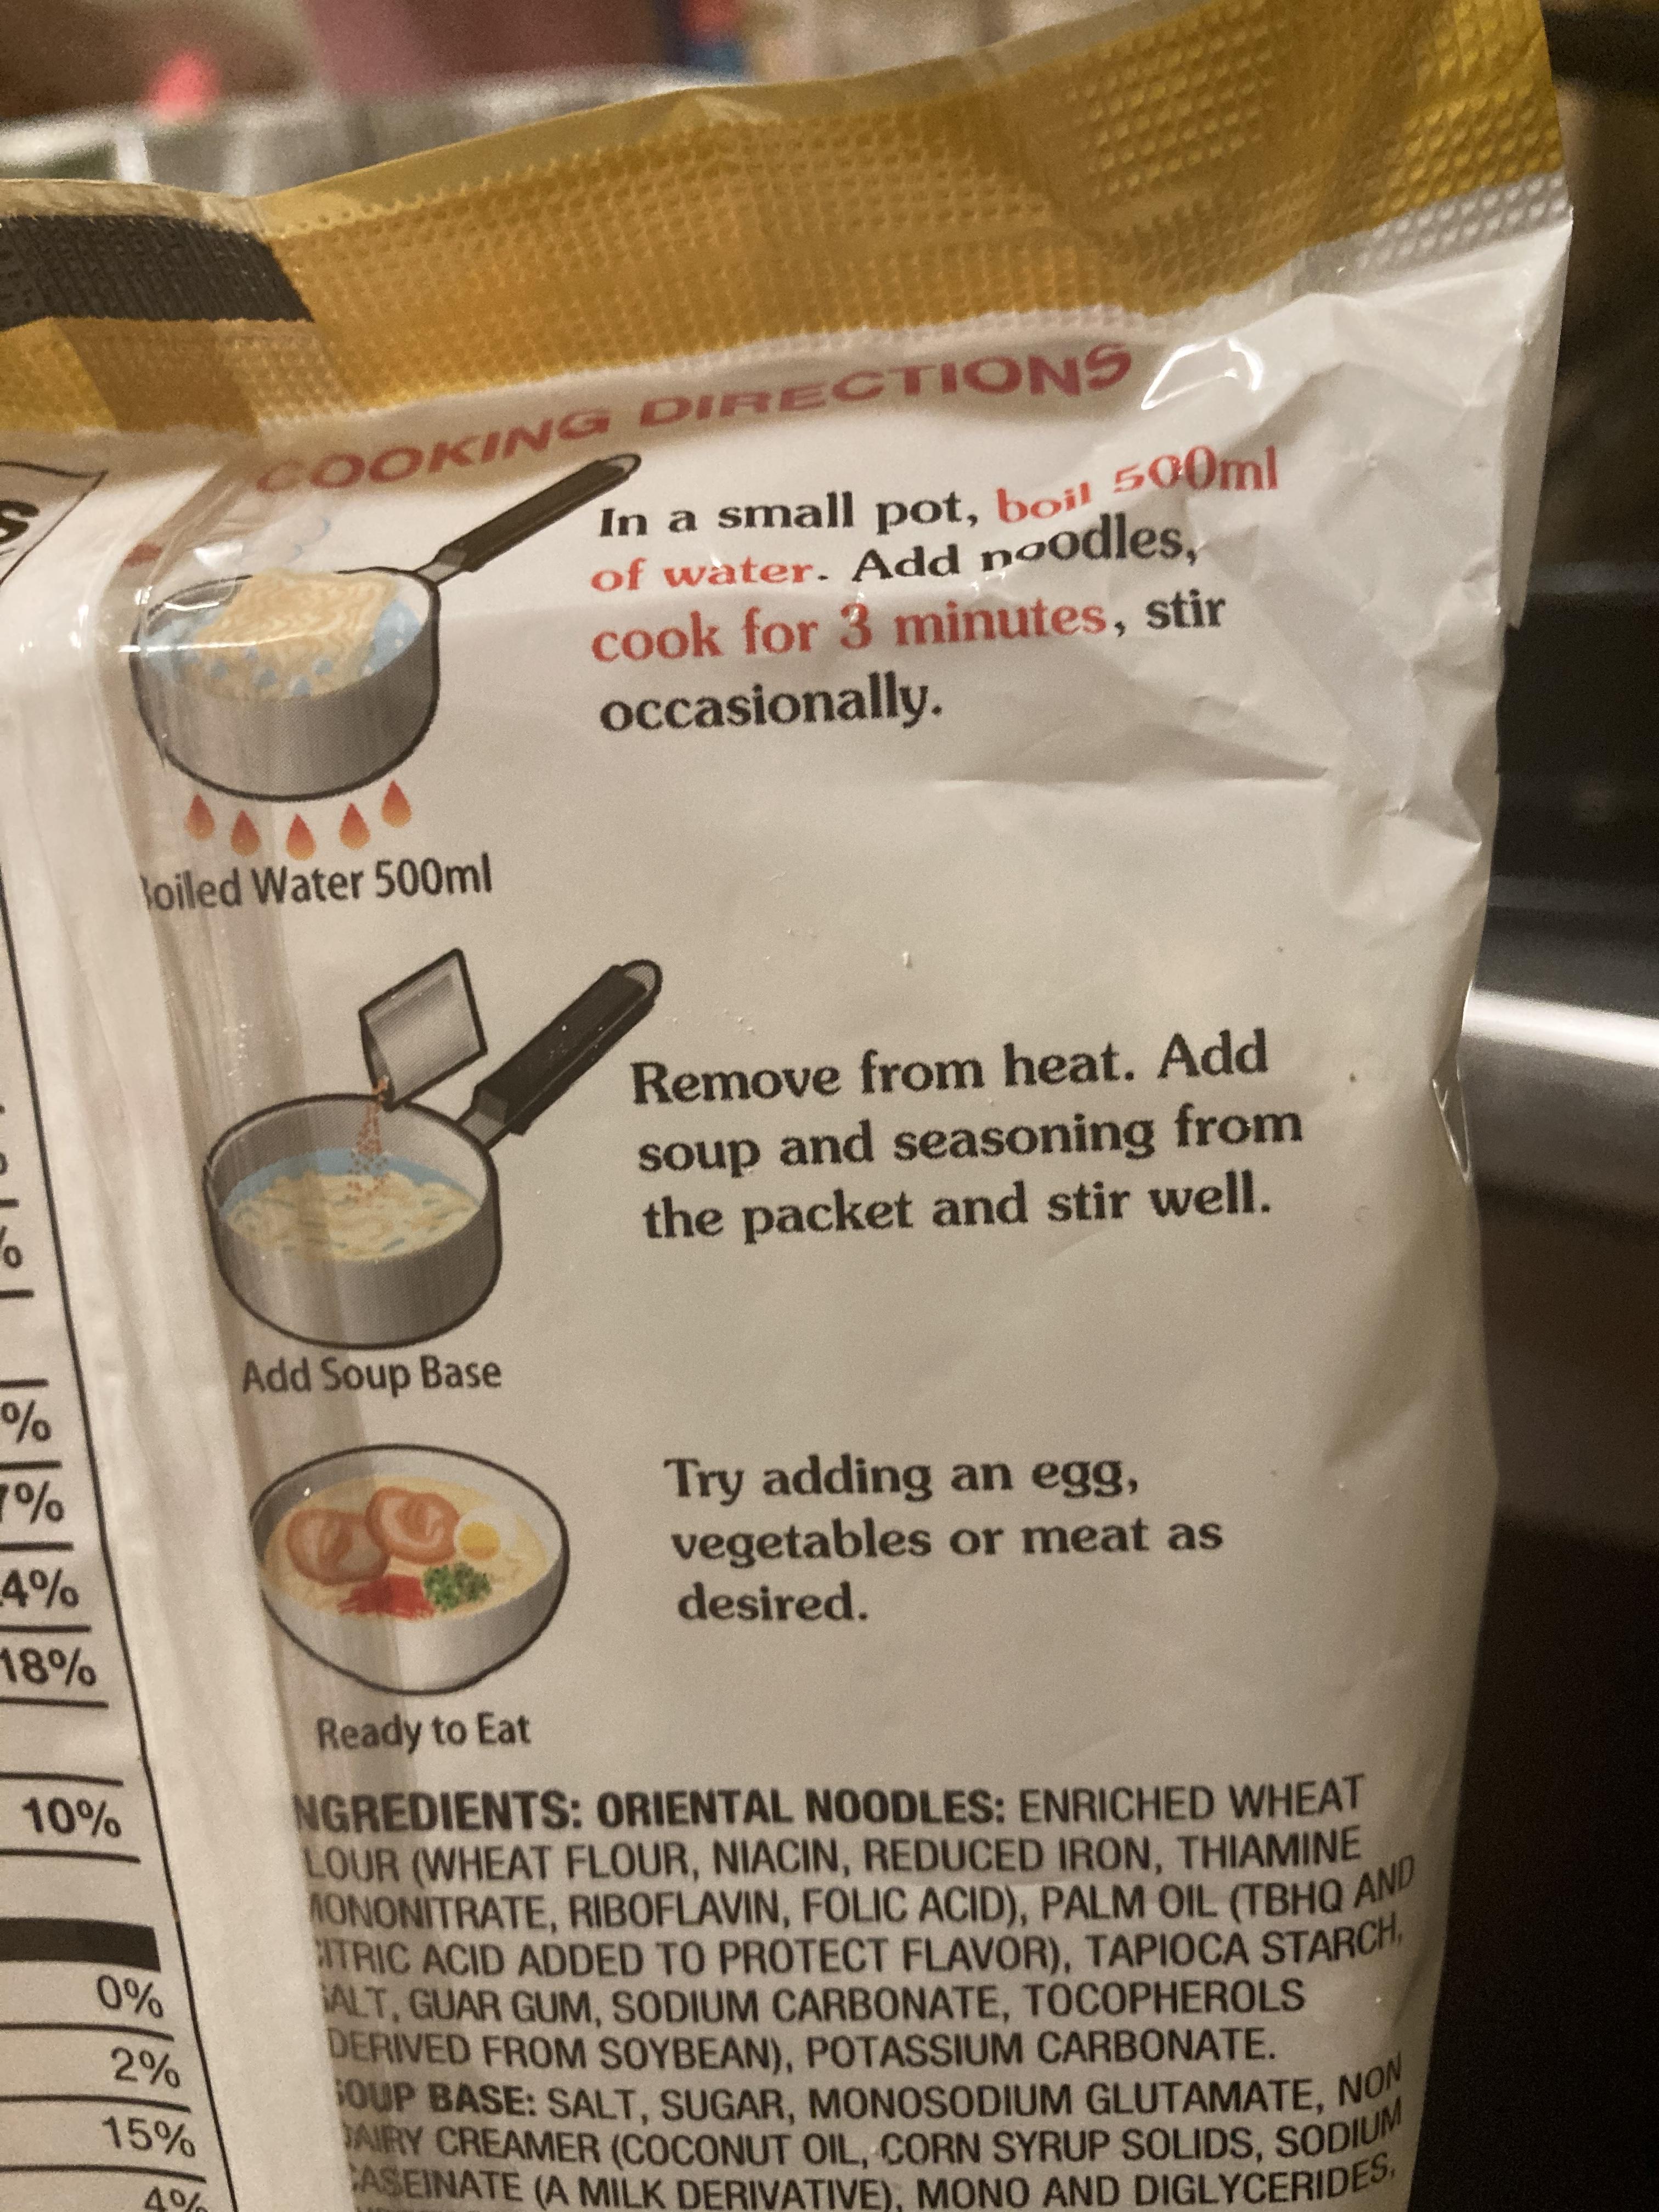 COOKING DIRECTIONS
In a small pot, boil 500ml
of water. Add noodles,
cook for 3 minutes, stir
occasionally.
Boiled Water 500ml
Remove from heat. Add
soup and seasoning from
the packet and stir well.
Add Soup Base
Try adding an egg,
vegetables or meat as
desired.
Ready to Eat
NGREDIENTS: ORIENTAL NOODLES: ENRICHED WHEAT
LOUR (WHEAT FLOUR, NIACIN, REDUCED IRON, THIAMINE
MONONITRATE, RIBOFLAVIN, FOLIC ACID), PALM OIL (TBHQ AND
CITRIC ACID ADDED TO PROTECT FLAVOR), TAPIOCA STARCH,
SALT, GUAR GUM, SODIUM CARBONATE, TOCOPHEROLS
DERIVED FROM SOYBEAN), POTASSIUM CARBONATE.
SOUP BASE: SALT, SUGAR, MONOSODIUM GLUTAMATE, NON
DAIRY CREAMER (COCONUT OIL, CORN SYRUP SOLIDS, SODIUM
CASEINATE (A MILK DERIVATIVE), MONO AND DIGLYCERIDES,
S
%
%
7%
4%
18%
10%
0%
2%
15%
4%